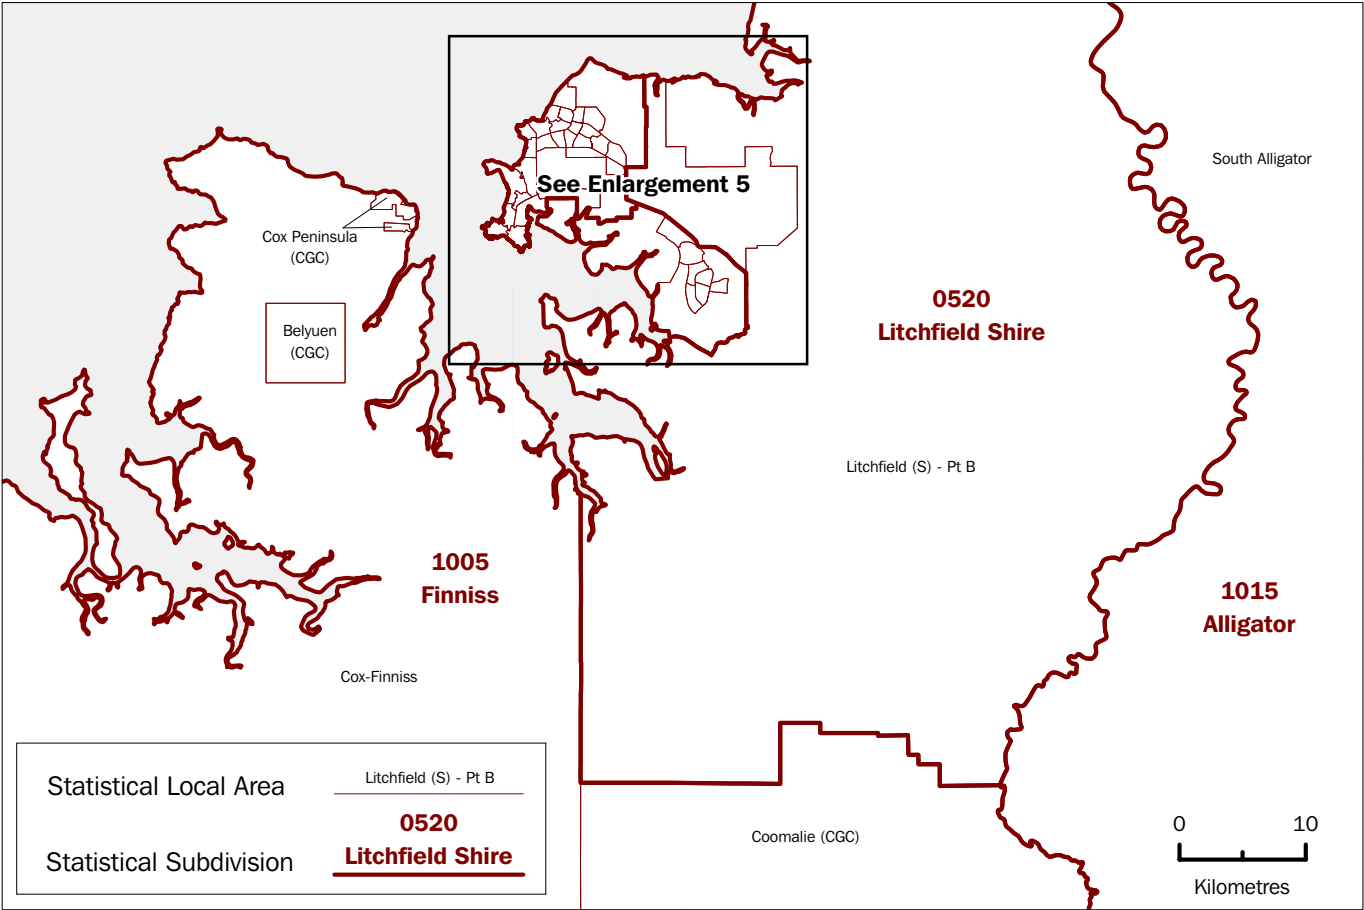 South Alligator
See Enlargement 5
Cox Peninsula
(CGC)
Belyuen
(CGC)
0520
Litchfield Shire
Litchfield (S) - Pt B
1005
Finniss
1015
Alligator
Cox-Finniss
Coomalie (CGC)
Statistical Local Area
Litchfield (S) - Pt B
Statistical Subdivision
0520
Litchfield Shire
0 10
Kilometres